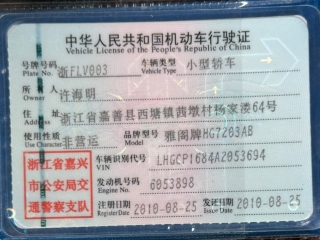 中华人民共和国机动车行驶证
Vehicle License of the People's Republic of China
号牌号码 Plate No. 浙FLV003 车辆类型 Vehicle Type 小型轿车
所有人 Owner 许海明
住址 Address 浙江省嘉善县西塘镇茜墩村杨家浜64号
使用性质 Use Character 非营运 品牌型号 Model 雅阁牌HG7203AB
浙江省嘉兴
市公安局交
通警察支队
车辆识别代号 VIN LHGCP1684A2053694
发动机号码 Engine No. 6053898
注册日期 Register Date 2010-08-25 发证日期 Issue Date 2010-08-25